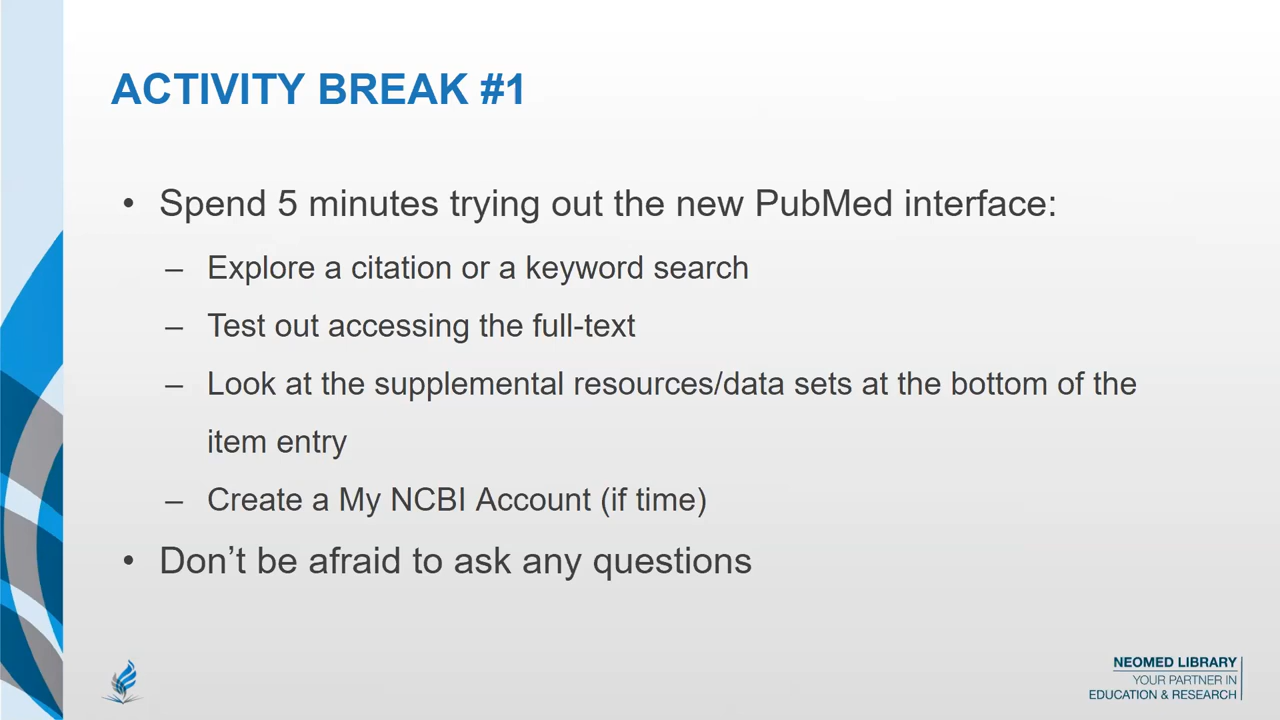 ACTIVITY BREAK #1
• Spend 5 minutes trying out the new PubMed interface:
– Explore a citation or a keyword search
– Test out accessing the full-text
– Look at the supplemental resources/data sets at the bottom of the
item entry
– Create a My NCBI Account (if time)
• Don’t be afraid to ask any questions
NEOMED LIBRARY
YOUR PARTNER IN
EDUCATION & RESEARCH